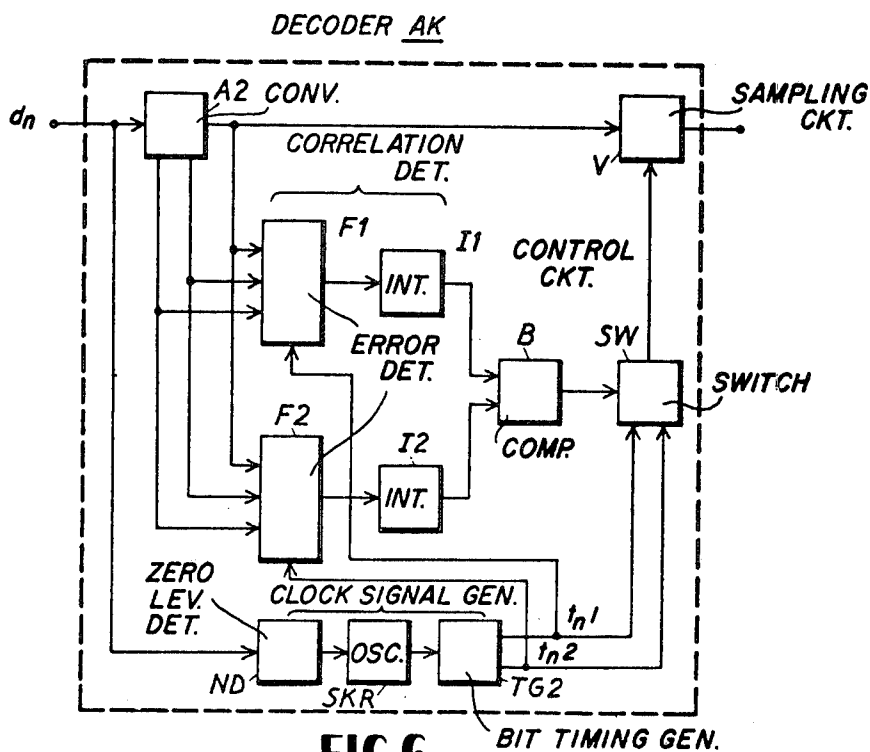 DECODER AK
dn
A2
CONV.
SAMPLING
CKT.
V
CORRELATION
DET.
F1
I1
INT.
CONTROL
CKT.
ERROR
DET.
B
SW
SWITCH
COMP.
F2
I2
INT.
ZERO
LEV.
DET.
CLOCK SIGNAL GEN.
tn1
tn2
OSC.
ND
SKR
TG2
BIT TIMING GEN.
FIG.6